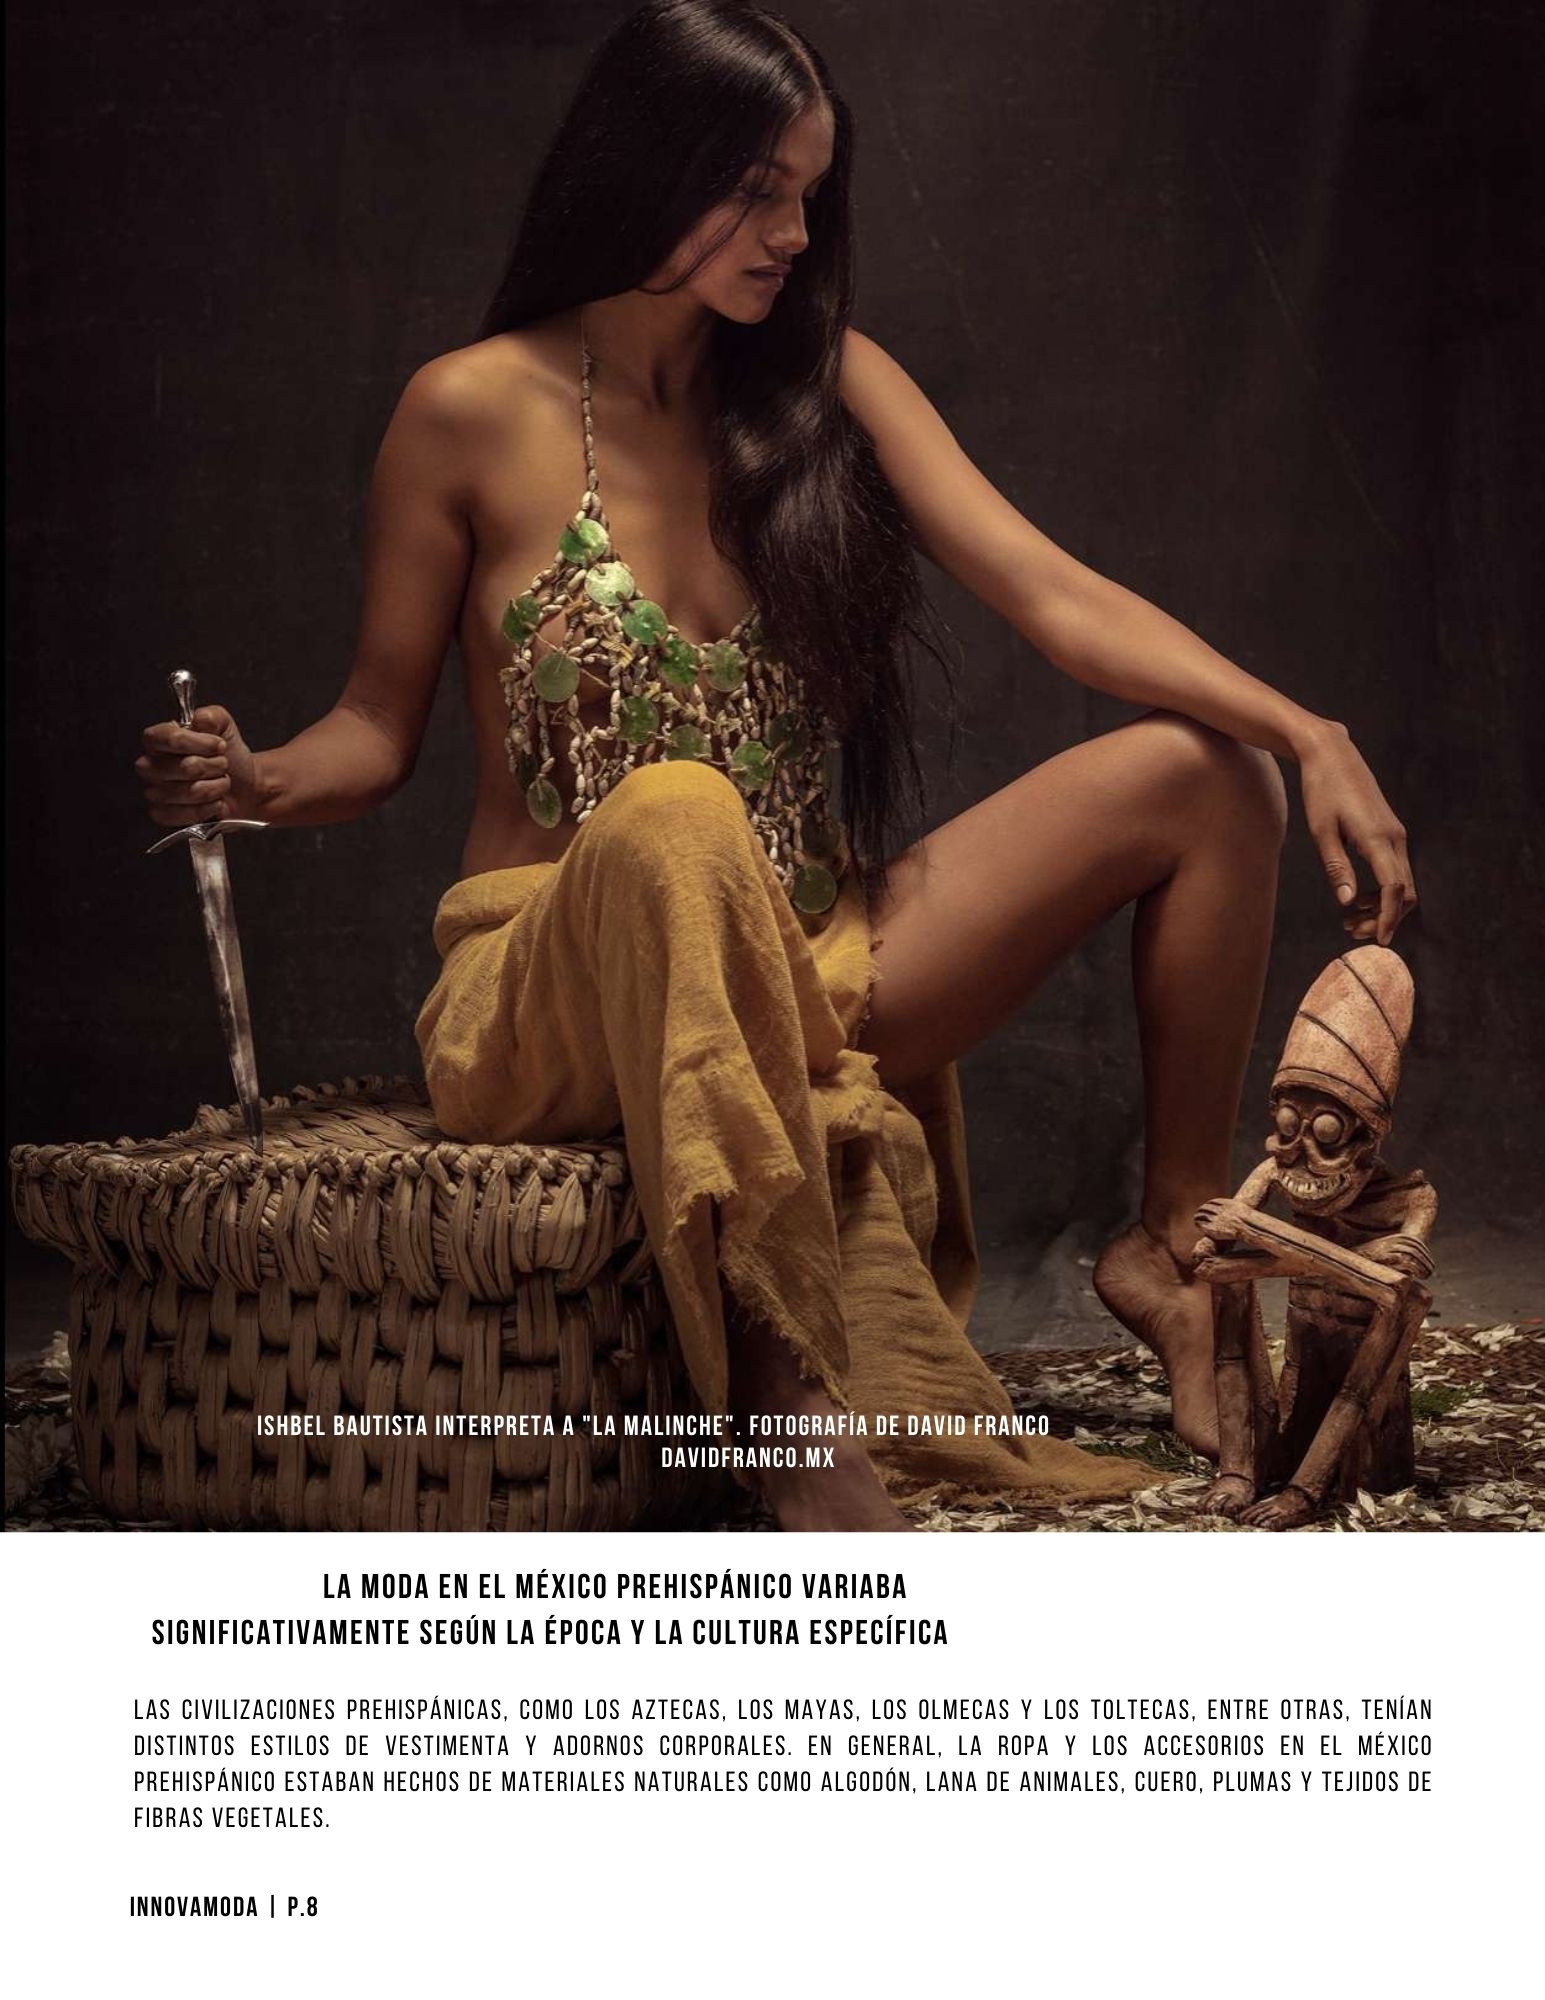 ISHBEL BAUTISTA INTERPRETA A "LA MALINCHE". FOTOGRAFÍA DE DAVID FRANCO
DAVIDFRANCO.MX
LA MODA EN EL MÉXICO PREHISPÁNICO VARIABA
SIGNIFICATIVAMENTE SEGÚN LA ÉPOCA Y LA CULTURA ESPECÍFICA
LAS CIVILIZACIONES PREHISPÁNICAS, COMO LOS AZTECAS, LOS MAYAS, LOS OLMECAS Y LOS TOLTECAS, ENTRE OTRAS, TENÍAN
DISTINTOS ESTILOS DE VESTIMENTA Y ADORNOS CORPORALES. EN GENERAL, LA ROPA Y LOS ACCESORIOS EN EL MÉXICO
PREHISPÁNICO ESTABAN HECHOS DE MATERIALES NATURALES COMO ALGODÓN, LANA DE ANIMALES, CUERO, PLUMAS Y TEJIDOS DE
FIBRAS VEGETALES.
INNOVAMODA | P.8